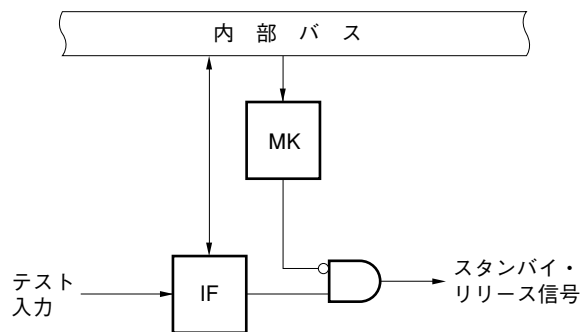 内 部 バ ス
MK
テスト
入力
IF
スタンバイ・
リリース信号